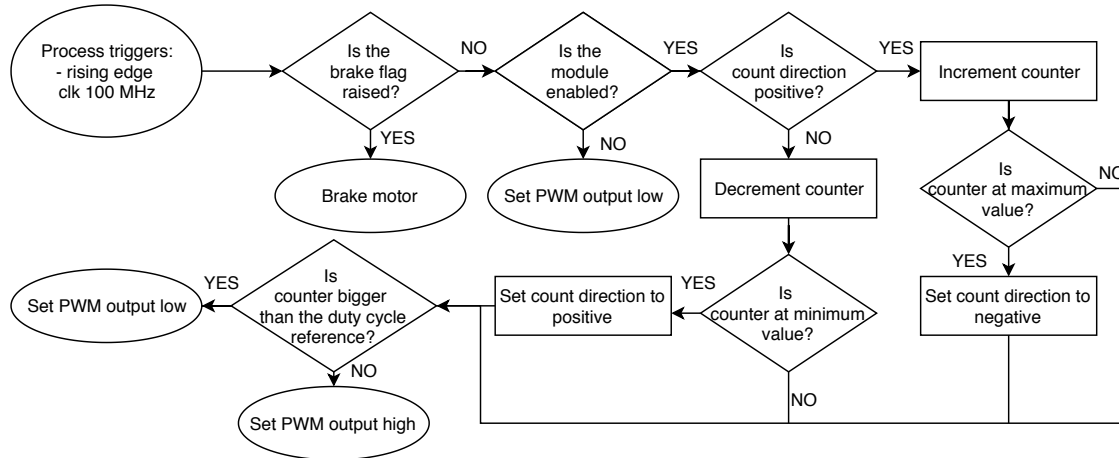 Process triggers:
- rising edge
clk 100 MHz
Is the
brake flag
raised?
NO
Is the
module
enabled?
YES
Is
count direction
positive?
YES
Increment counter
YES
Brake motor
NO
Set PWM output low
NO
Decrement counter
Is
counter at maximum
value?
NO
YES
Set count direction to
negative
Is
counter at minimum
value?
YES
Set count direction to
positive
NO
Is
counter bigger
than the duty cycle
reference?
YES
Set PWM output low
NO
Set PWM output high